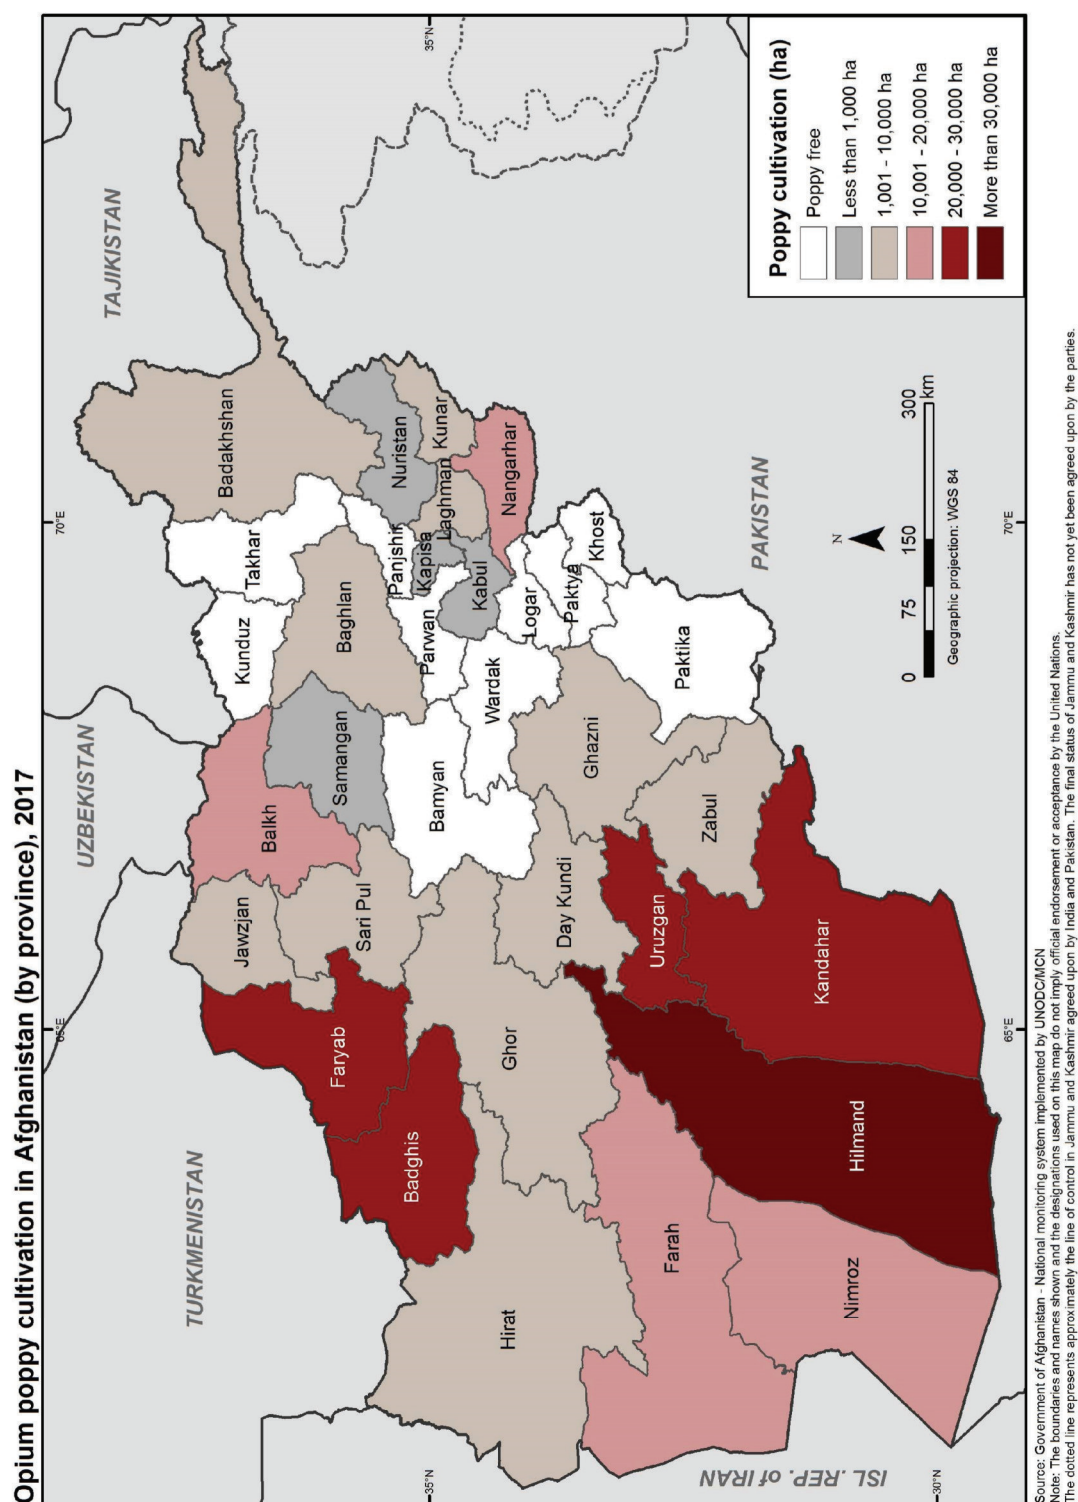 Opium poppy cultivation in Afghanistan (by province), 2017
70°E
65°E
35°N
TAJIKISTAN
UZBEKISTAN
TURKMENISTAN
Badakhshan
Takhar
Kunduz
Balkh
Jawzjan
Faryab
Baghlan
Samangan
Sari Pul
Badghis
Nuristan
Kunar
Laghman
Nangarhar
Panjshir
Kapisa
Parwan
Kabul
Bamyan
Wardak
Logar
Paktya
Khost
Ghor
Hirat
Day Kundi
Ghazni
Paktika
Uruzgan
Zabul
Farah
Kandahar
Hilmand
Nimroz
PAKISTAN
ISL. REP. of IRAN
35°N
30°N
65°E
70°E
N
0 75 150 300
km
Geographic projection: WGS 84
Poppy cultivation (ha)
Poppy free
Less than 1,000 ha
1,001 - 10,000 ha
10,001 - 20,000 ha
20,000 - 30,0000 ha
More than 30,000 ha
Source: Government of Afghanistan - National monitoring system implemented by UNODC/MCN
Note: The boundaries and names shown and the designations used on this map do not imply official endorsement or acceptance by the United Nations.
The dotted line represents approximately the line of control in Jammu and Kashmir agreed upon by India and Pakistan. The final status of Jammu and Kashmir has not yet been agreed upon by the parties.